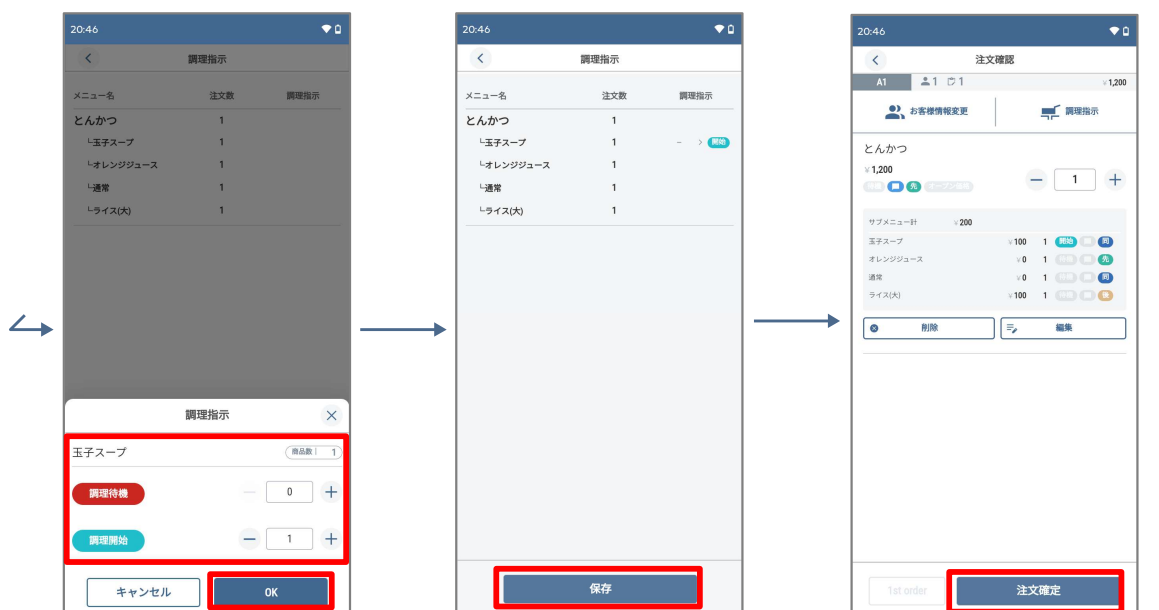 20:46
調理指示
メニュー名 注文数 調理指示
とんかつ 1
└玉子スープ 1
└オレンジジュース 1
└通常 1
└ライス(大) 1
調理指示
玉子スープ 商品数 1
調理待機 0
調理開始 1
キャンセル OK
20:46
調理指示
メニュー名 注文数 調理指示
とんかつ 1
└玉子スープ 1 - > 開始
└オレンジジュース 1
└通常 1
└ライス(大) 1
保存
20:46
注文確認
A1 1 1 ¥1,200
お客様情報変更 調理指示
とんかつ
¥1,200
先 1
サブメニュー計 ¥200
玉子スープ ¥100 1 開始 同
オレンジジュース ¥0 1 先
通常 ¥0 1 同
ライス(大) ¥100 1 後
削除 編集
1st order 注文確定